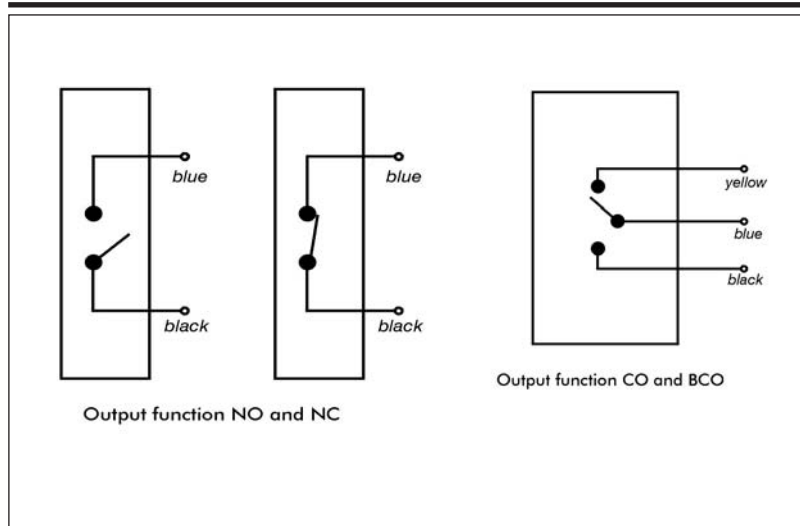 blue
black
Output function NO and NC
blue
black
yellow
blue
black
Output function CO and BCO